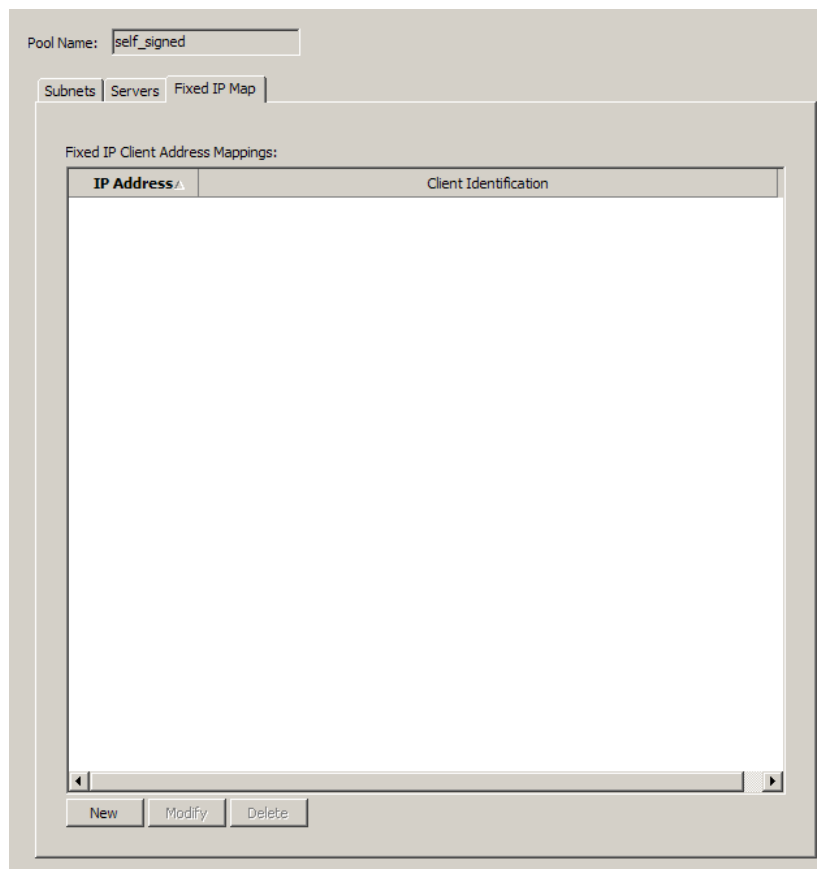 Pool Name: self_signed
Subnets Servers Fixed IP Map
Fixed IP Client Address Mappings:
IP Address Client Identification
New Modify Delete